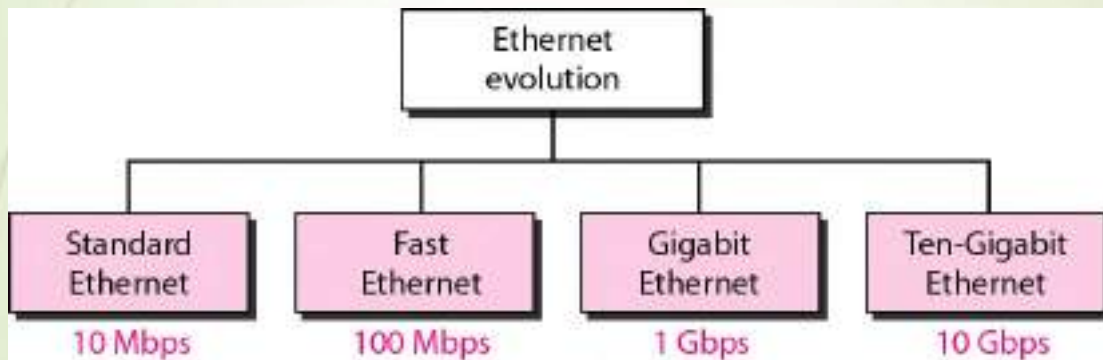 Ethernet
evolution
Standard
Ethernet
Fast
Ethernet
Gigabit
Ethernet
Ten-Gigabit
Ethernet
10 Mbps
100 Mbps
1 Gbps
10 Gbps